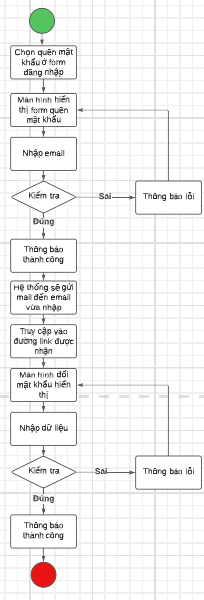 Chọn quên mật
khẩu ở form
đăng nhập
Màn hình hiển
thị form quên
mật khẩu
Nhập email
Kiểm tra
Sai
Thông báo lỗi
Đúng
Thông báo
thành công
Hệ thống sẽ gửi
mail đến email
vừa nhập
Truy cập vào
đường link được
nhận
Màn hình đổi
mật khẩu hiển
thị
Nhập dữ liệu
Kiểm tra
Sai
Thông báo lỗi
Đúng
Thông báo
thành công